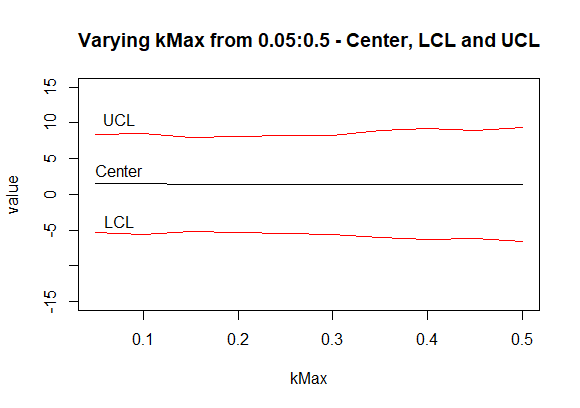 Varying kMax from 0.05:0.5 - Center, LCL and UCL
15
10
5
0
-5
-15
value
UCL
Center
LCL
0.1 0.2 0.3 0.4 0.5
kMax